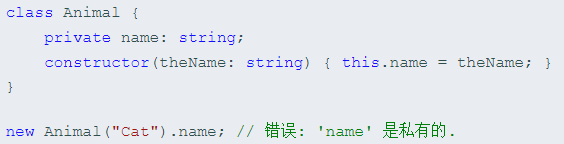 class Animal {
    private name: string;
    constructor(theName: string) { this.name = theName; }
}
new Animal("Cat").name; // 错误: 'name' 是私有的.